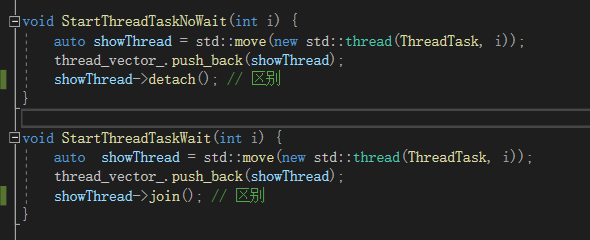 void StartThreadTaskNoWait(int i) {
    auto showThread = std::move(new std::thread(ThreadTask, i));
    thread_vector_.push_back(showThread);
    showThread->detach(); // 区别
}
void StartThreadTaskWait(int i) {
    auto  showThread = std::move(new std::thread(ThreadTask, i));
    thread_vector_.push_back(showThread);
    showThread->join(); // 区别
}